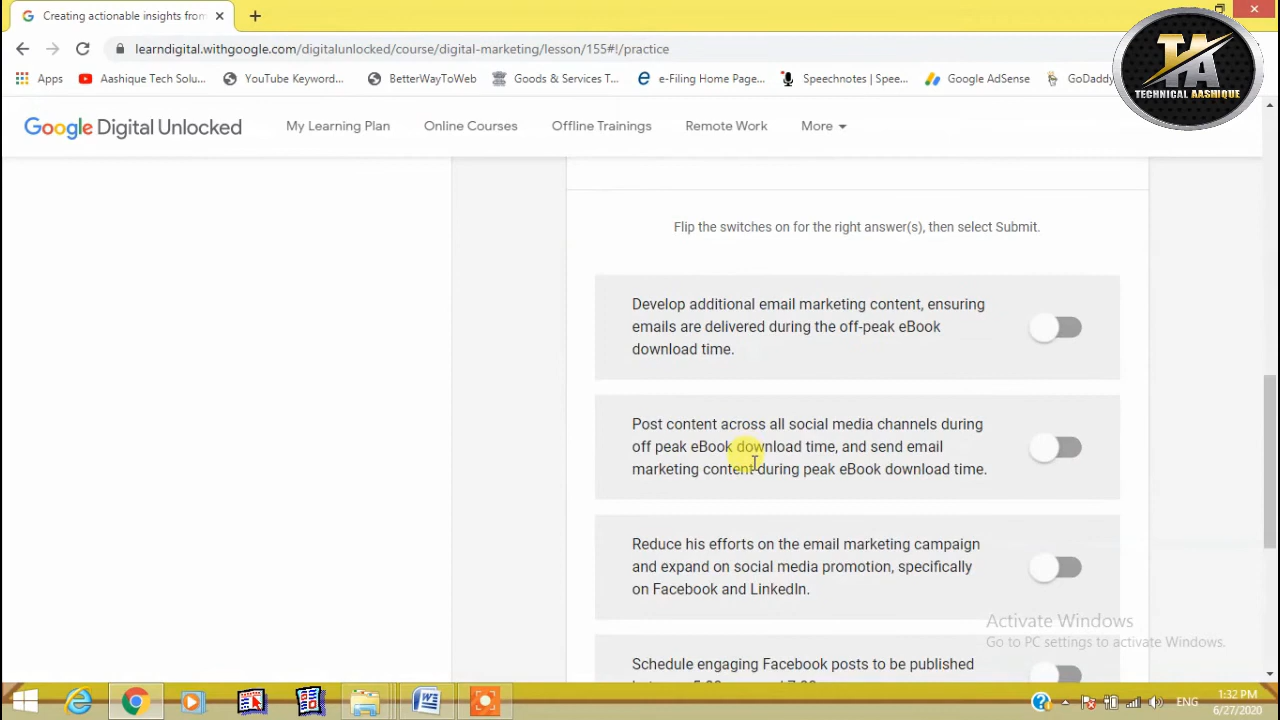 Creating actionable insights from
learndigital.withgoogle.com/digitalunlocked/course/digital-marketing/lesson/155#!/practice
Apps Aashique Tech Solu... YouTube Keyword... BetterWayToWeb Goods & Services T... e-Filing Home Page... Speechnotes | Spee... Google AdSense GoDaddy
TA
TECHNICAL AASHIQUE
Google Digital Unlocked My Learning Plan Online Courses Offline Trainings Remote Work More
Flip the switches on for the right answer(s), then select Submit.
Develop additional email marketing content, ensuring
emails are delivered during the off-peak eBook
download time.
Post content across all social media channels during
off peak eBook download time, and send email
marketing content during peak eBook download time.
Reduce his efforts on the email marketing campaign
and expand on social media promotion, specifically
on Facebook and LinkedIn.
Activate Windows
Go to PC settings to activate Windows.
Schedule engaging Facebook posts to be published
ENG
1:32 PM
6/27/2020